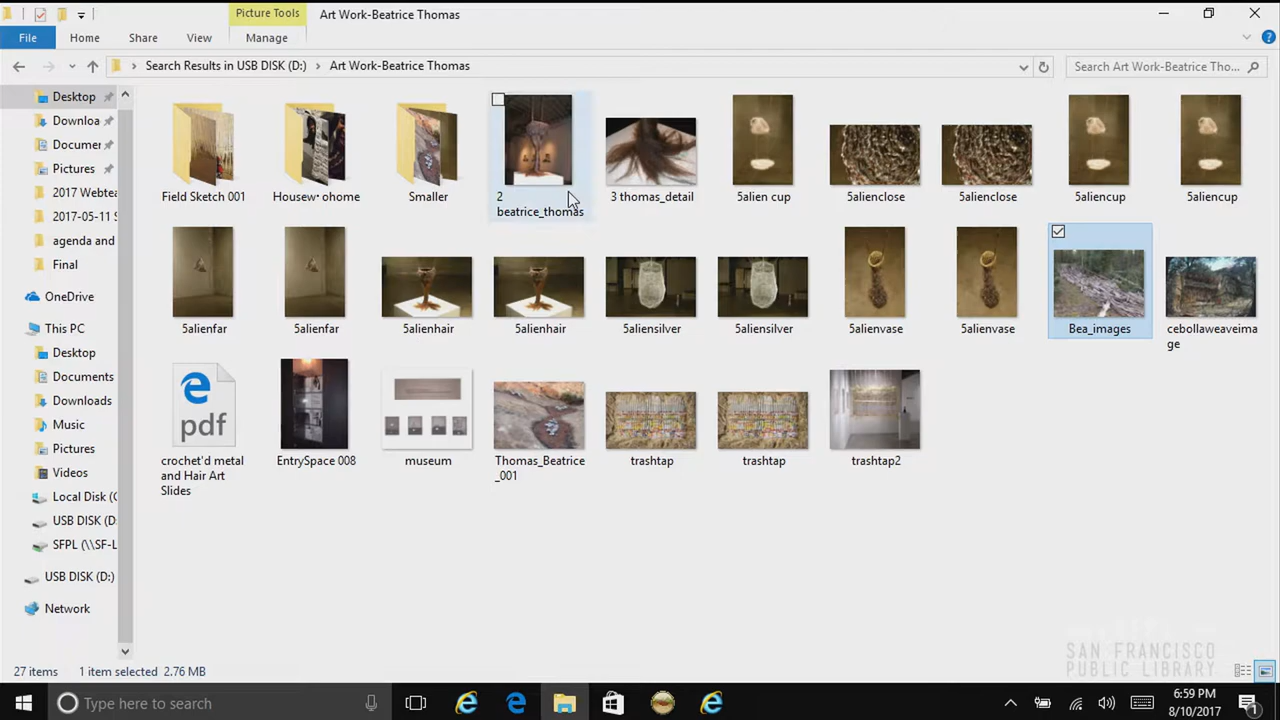 Picture Tools
Art Work-Beatrice Thomas
File
Home
Share
View
Manage
Search Results in USB DISK (D:)
Art Work-Beatrice Thomas
Search Art Work-Beatrice Tho...
Desktop
Downloa
Documer
Pictures
2017 Webtea
2017-05-11 S
agenda and
Final
OneDrive
This PC
Desktop
Documents
Downloads
Music
Pictures
Videos
Local Disk (C
USB DISK (D:
SFPL (\\SF-L
USB DISK (D:)
Network
Field Sketch 001
Housew· ohome
Smaller
2
beatrice_thomas
3 thomas_detail
5alien cup
5alienclose
5alienclose
5aliencup
5aliencup
5alienfar
5alienfar
5alienhair
5alienhair
5aliensilver
5aliensilver
5alienvase
5alienvase
Bea_images
cebollaweaveima
ge
pdf
crochet'd metal
and Hair Art
Slides
EntrySpace 008
museum
Thomas_Beatrice
_001
trashtap
trashtap
trashtap2
SAN FRANCISCO
PUBLIC LIBRARY
27 items
1 item selected 2.76 MB
Type here to search
6:59 PM
8/10/2017
1